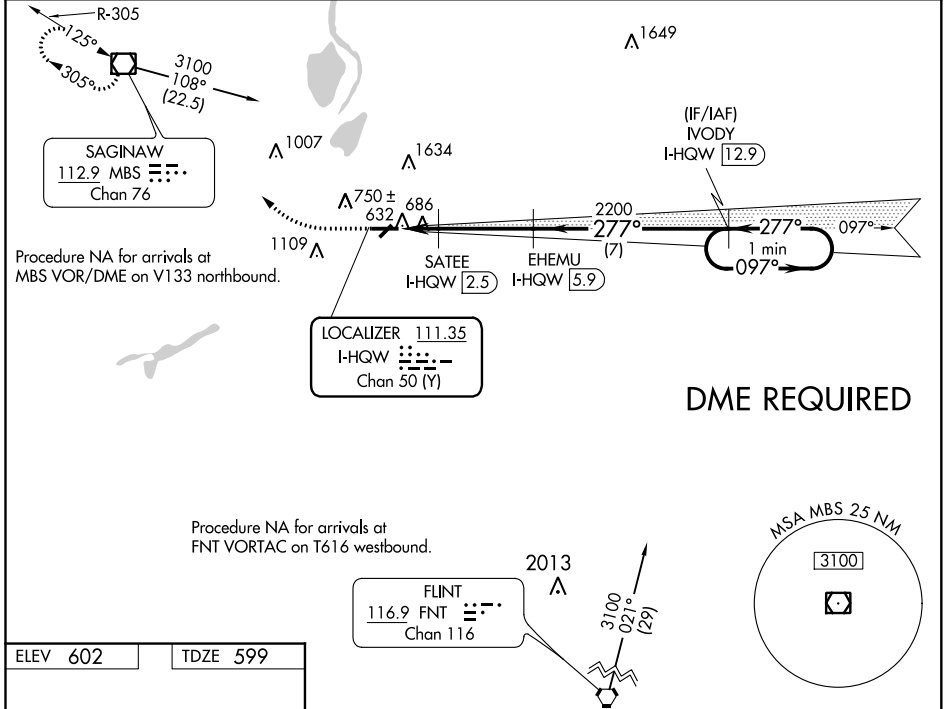 R-305
125°
305°
3100
108°
(22.5)
1649
(IF/IAF)
IVODY
I-HQW 12.9
SAGINAW
112.9 MBS
Chan 76
1007
1634
750 ±
632
686
1109
2200
277°
(7)
277°
097°
1 min
097°
Procedure NA for arrivals at
MBS VOR/DME on V133 northbound.
SATEE
I-HQW 2.5
EHEMU
I-HQW 5.9
LOCALIZER 111.35
I-HQW
Chan 50 (Y)
DME REQUIRED
Procedure NA for arrivals at
FNT VORTAC on T616 westbound.
2013
FLINT
116.9 FNT
Chan 116
3100
021°
(29)
MSA MBS 25 NM
3100
ELEV 602
TDZE 599